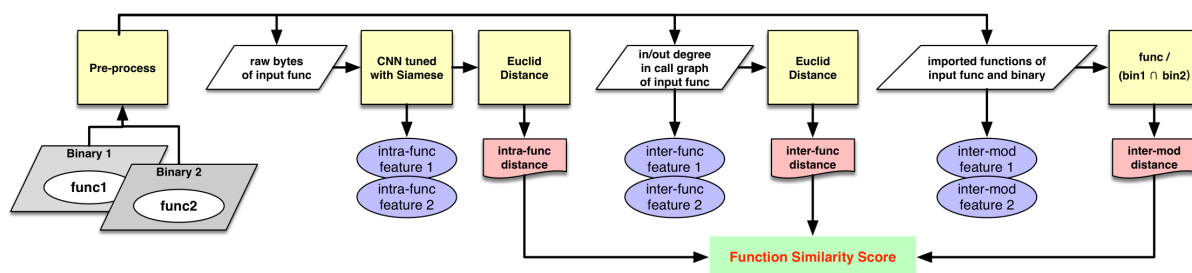 Pre-process
raw bytes
of input func
CNN tuned
with Siamese
Euclid
Distance
in/out degree
in call graph
of input func
Euclid
Distance
imported functions of
input func and binary
func /
(bin1 ∩ bin2)
Binary 1
func1
Binary 2
func2
intra-func
feature 1
intra-func
feature 2
intra-func
distance
inter-func
feature 1
inter-func
feature 2
inter-func
distance
inter-mod
feature 1
inter-mod
feature 2
inter-mod
distance
Function Similarity Score